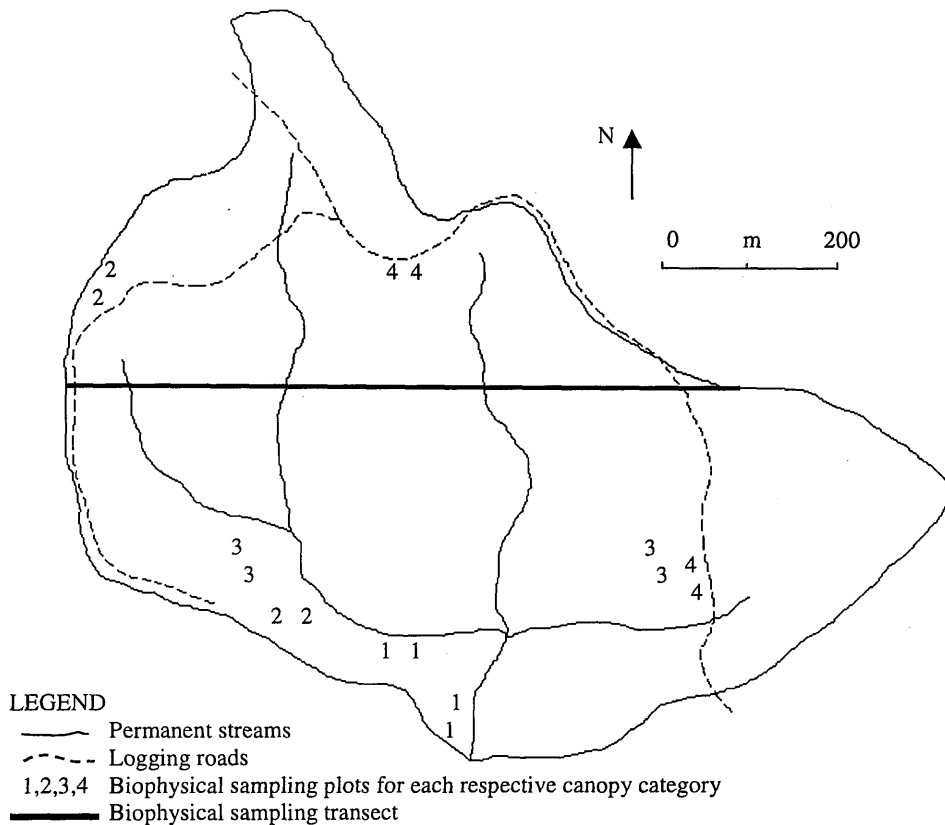 N
0 m 200
4 4
2
2
3
3
3
3
4
4
2 2
1 1
1
1
LEGEND
Permanent streams
Logging roads
1,2,3,4 Biophysical sampling plots for each respective canopy category
Biophysical sampling transect